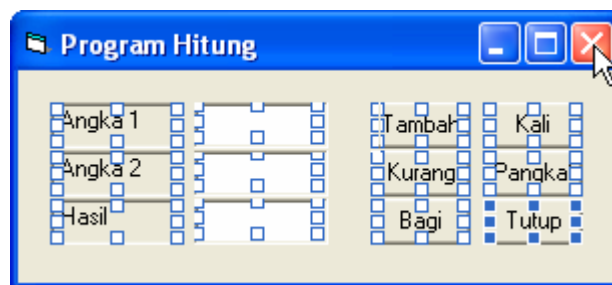 Program Hitung
Angka 1 Tambah Kali
Angka 2 Kurang Pangka
Hasil Bagi Tutup